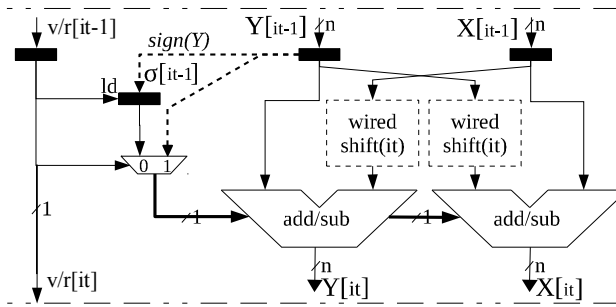 v/r[it-1]
sign(Y)
Y[it-1]
n
X[it-1]
n
σ[it-1]
ld
wired
shift(it)
wired
shift(it)
0 1
1
1
add/sub
1
add/sub
v/r[it]
n
Y[it]
n
X[it]